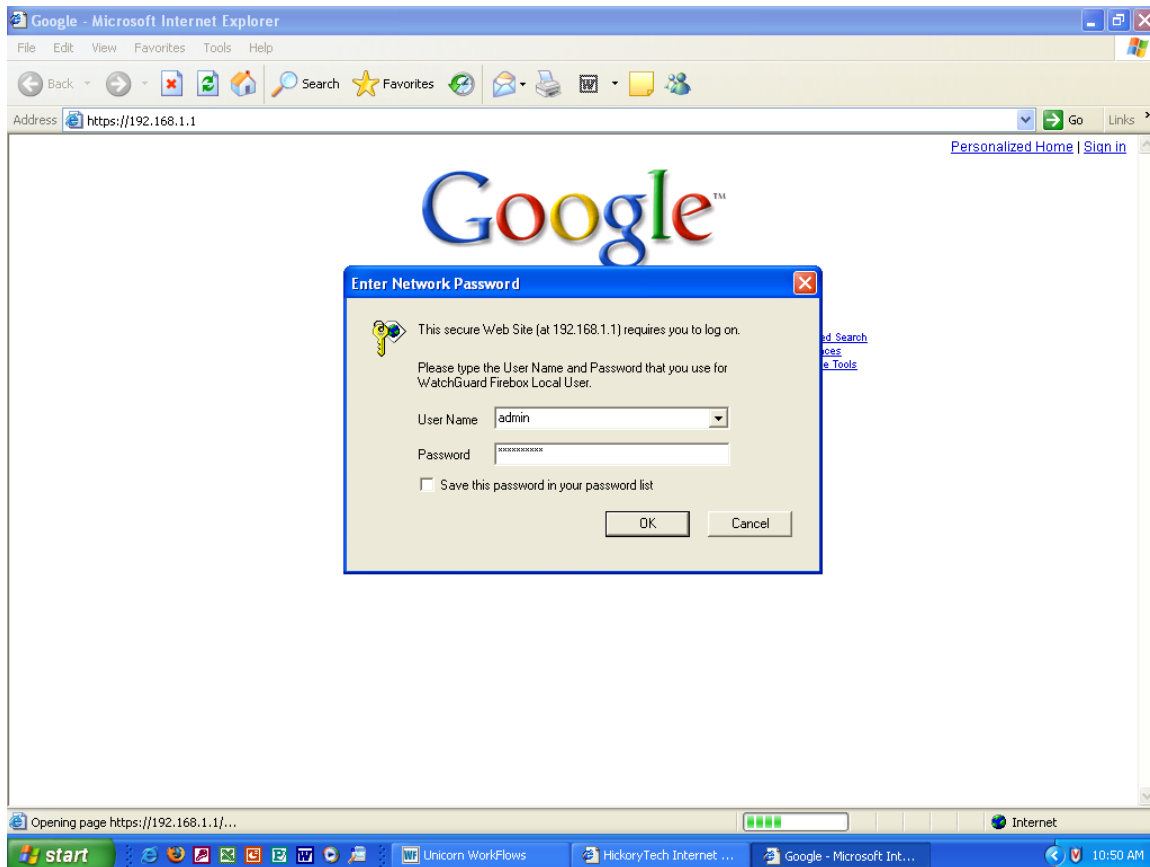 Google - Microsoft Internet Explorer
File Edit View Favorites Tools Help
Back Search Favorites
Address https://192.168.1.1 Go Links
Personalized Home | Sign in
Google™
Enter Network Password
This secure Web Site (at 192.168.1.1) requires you to log on.
Please type the User Name and Password that you use for
WatchGuard Firebox Local User.
User Name admin
Password xxxxxxxxxx
Save this password in your password list
OK Cancel
Search
Tools
Opening page https://192.168.1.1/... Internet
start Unicorn WorkFlows HickoryTech Internet ... Google - Microsoft Int... 10:50 AM